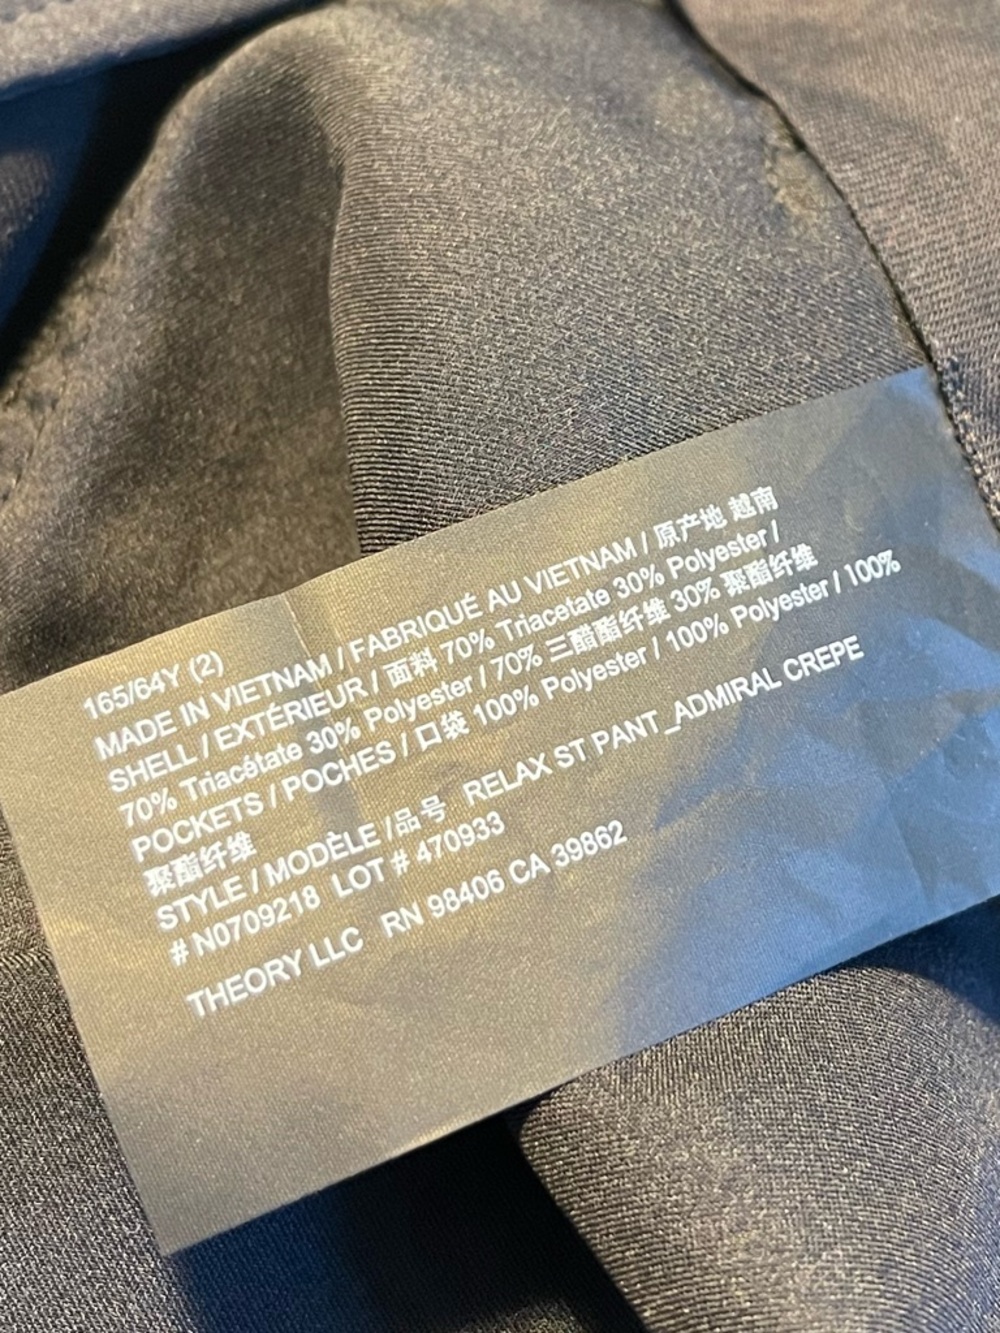 165/64Y (2)
MADE IN VIETNAM / FABRIQUÉ AU VIETNAM / 原产地 越南
SHELL / EXTÉRIEUR / 面料 70% Triacetate 30% Polyester /
70% Triacétate 30% Polyester / 70% 三醋酯纤维 30% 聚酯纤维
POCKETS / POCHES / 口袋 100% Polyester / 100% Polyester / 100%
聚酯纤维
STYLE / MODÈLE /品号 RELAX ST PANT_ADMIRAL CREPE
# N0709218 LOT # 470933
THEORY LLC RN 98406 CA 39862